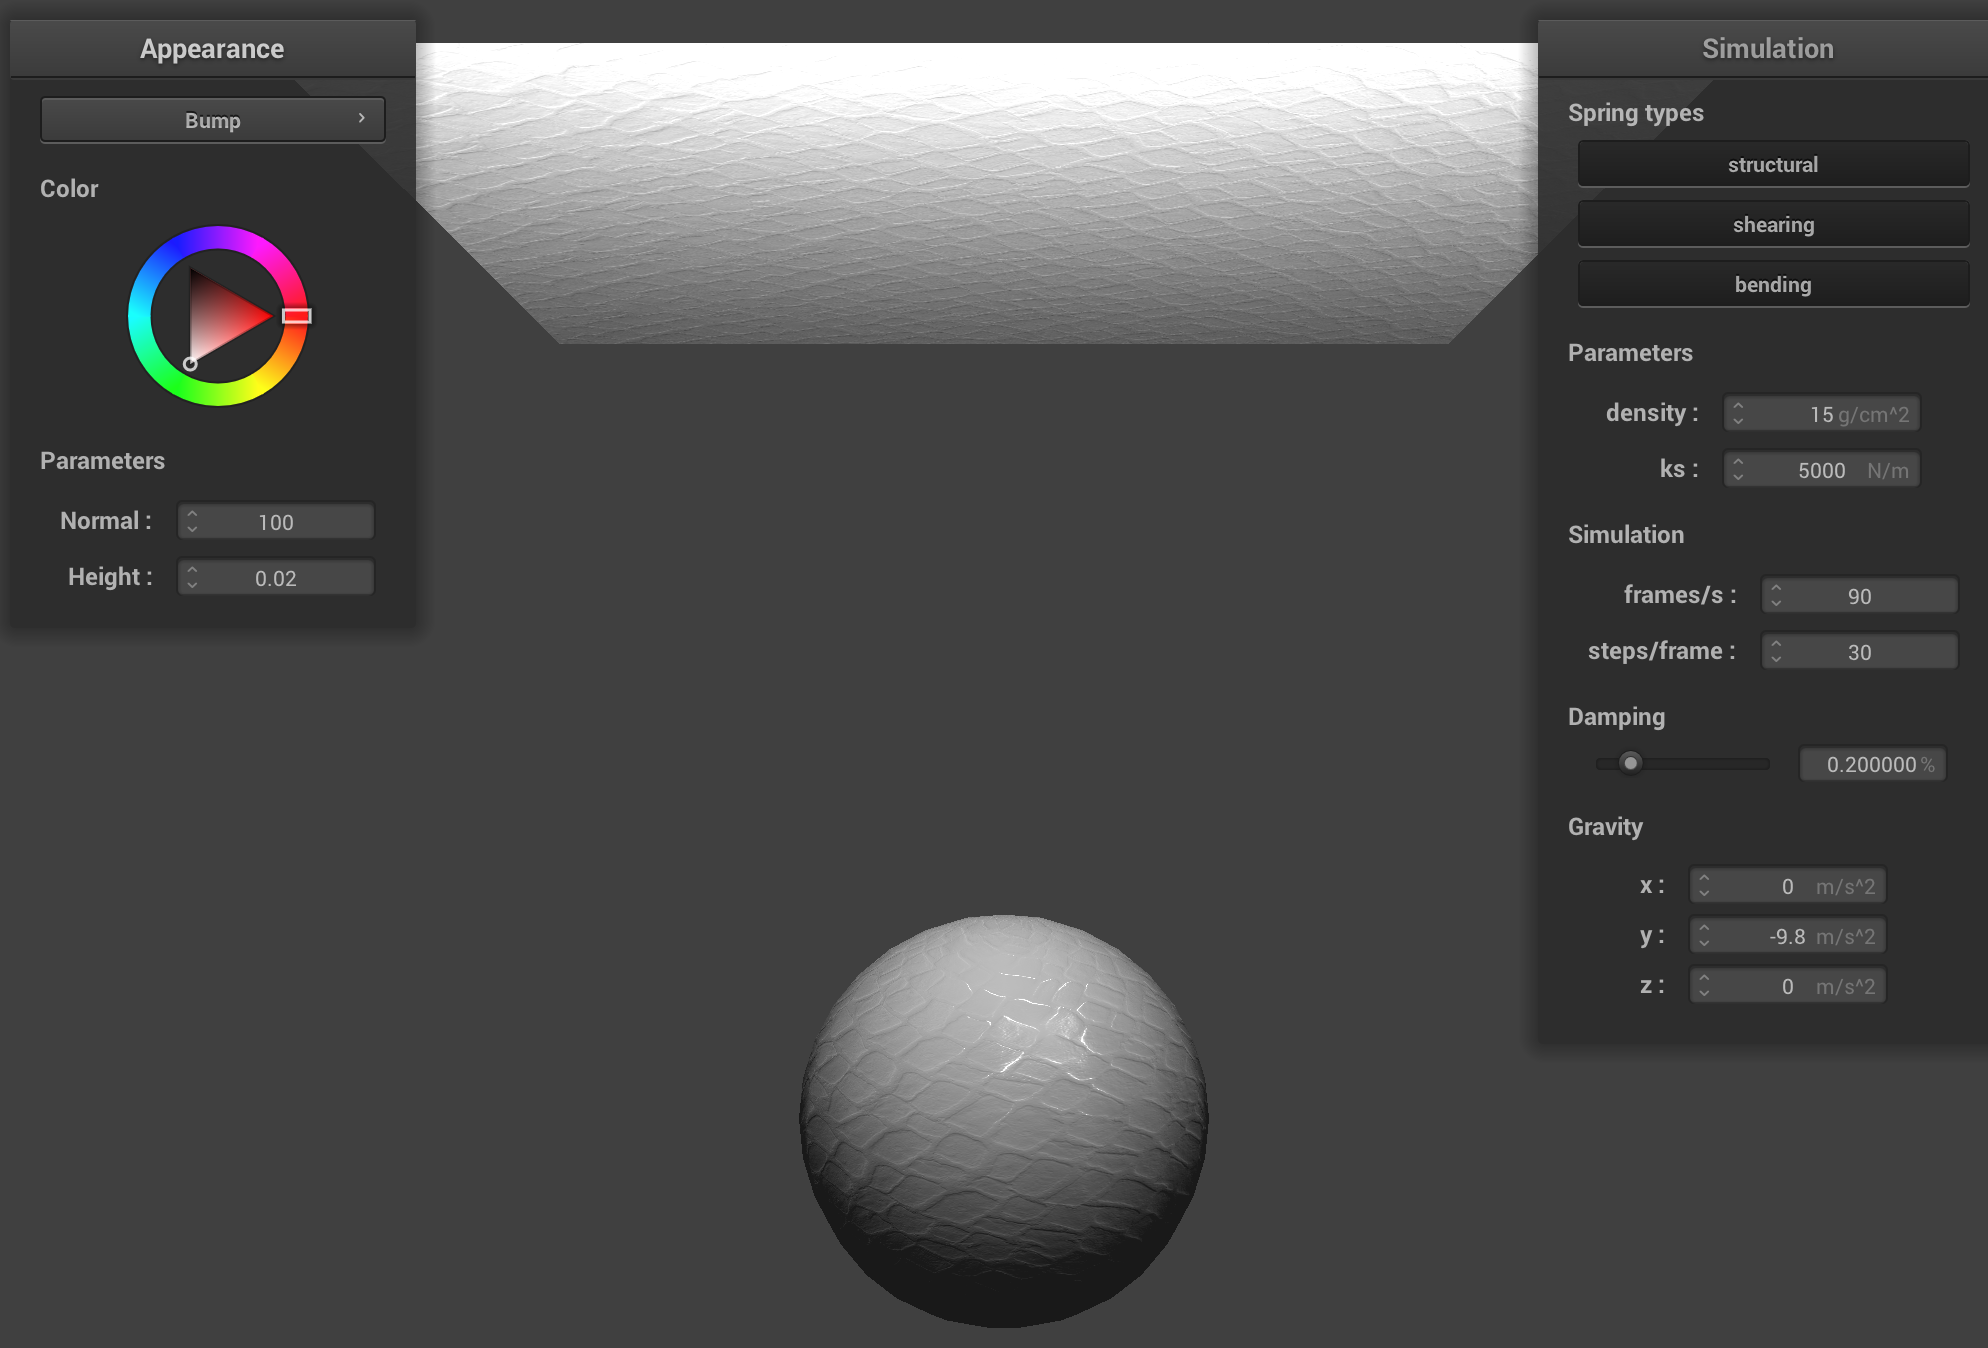 Appearance
Bump
Color
Parameters
Normal : 100
Height : 0.02
Simulation
Spring types
structural
shearing
bending
Parameters
density : 15 g/cm^2
ks : 5000 N/m
Simulation
frames/s : 90
steps/frame : 30
Damping
0.200000 %
Gravity
x : 0 m/s^2
y : -9.8 m/s^2
z : 0 m/s^2